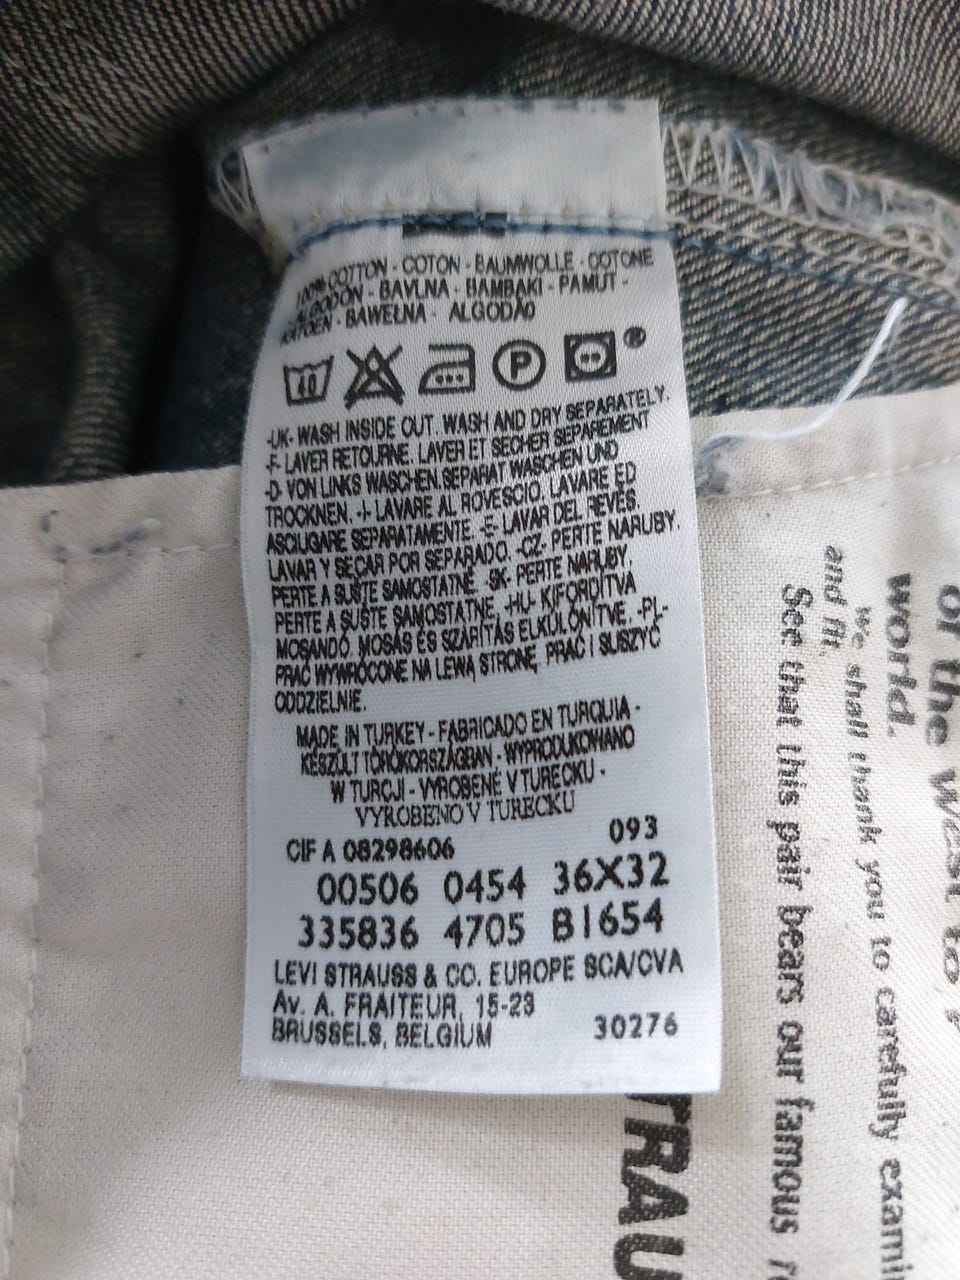 100% COTTON - COTON - BAUMWOLLE - COTONE
ALGODON - BAVLNA - BAMBAKI - PAMUT -
KATOEN - BAWEŁNA - ALGODÃO
40
P
®
-UK- WASH INSIDE OUT. WASH AND DRY SEPARATELY.
-F- LAVER RETOURNE. LAVER ET SECHER SEPAREMENT
-D- VON LINKS WASCHEN. SEPARAT WASCHEN UND
TROCKNEN. -I- LAVARE AL ROVESCIO. LAVARE ED
ASCIUGARE SEPARATAMENTE. -E- LAVAR DEL REVÉS.
LAVAR Y SECAR POR SEPARADO. -CZ- PERTE NARUBY.
PERTE A SUŠTE SAMOSTATNĚ. -SK- PERTE NARUBY.
PERTE A SUŠTE SAMOSTATNE. -HU- KIFORDÍTVA
MOSANDÓ. MOSÁS ÉS SZÁRÍTÁS ELKÜLÖNÍTVE. -PL-
PRAĆ WYWRÓCONE NA LEWĄ STRONĘ, PRAĆ I SUSZYĆ
ODDZIELNIE.
MADE IN TURKEY - FABRICADO EN TURQUIA -
KÉSZÜLT TÖRÖKORSZÁGBAN - WYPRODUKOWANO
W TURCJI - VYROBENÉ V TURECKU -
VYROBENO V TURECKU
093
CIF A 08298606
00506 0454 36X32
335836 4705 B1654
LEVI STRAUSS & CO. EUROPE SCA/CVA
Av. A. FRAITEUR, 15-23
BRUSSELS, BELGIUM 30276
of the west to
world.
We shall thank you to carefully exami
and fit.
See that this pair bears our famous r
TRAU